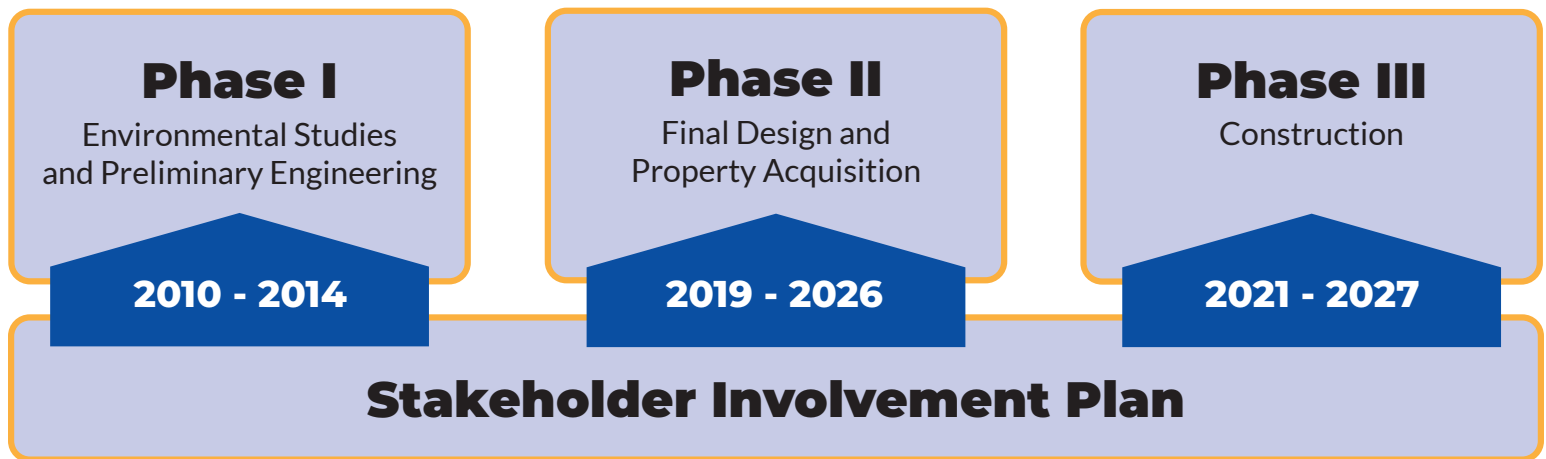 Phase I
Environmental Studies
and Preliminary Engineering
2010 - 2014
Phase II
Final Design and
Property Acquisition
2019 - 2026
Phase III
Construction
2021 - 2027
Stakeholder Involvement Plan